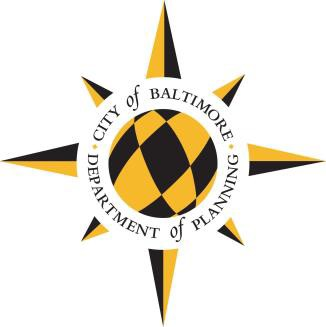 CITY of BALTIMORE
DEPARTMENT of PLANNING